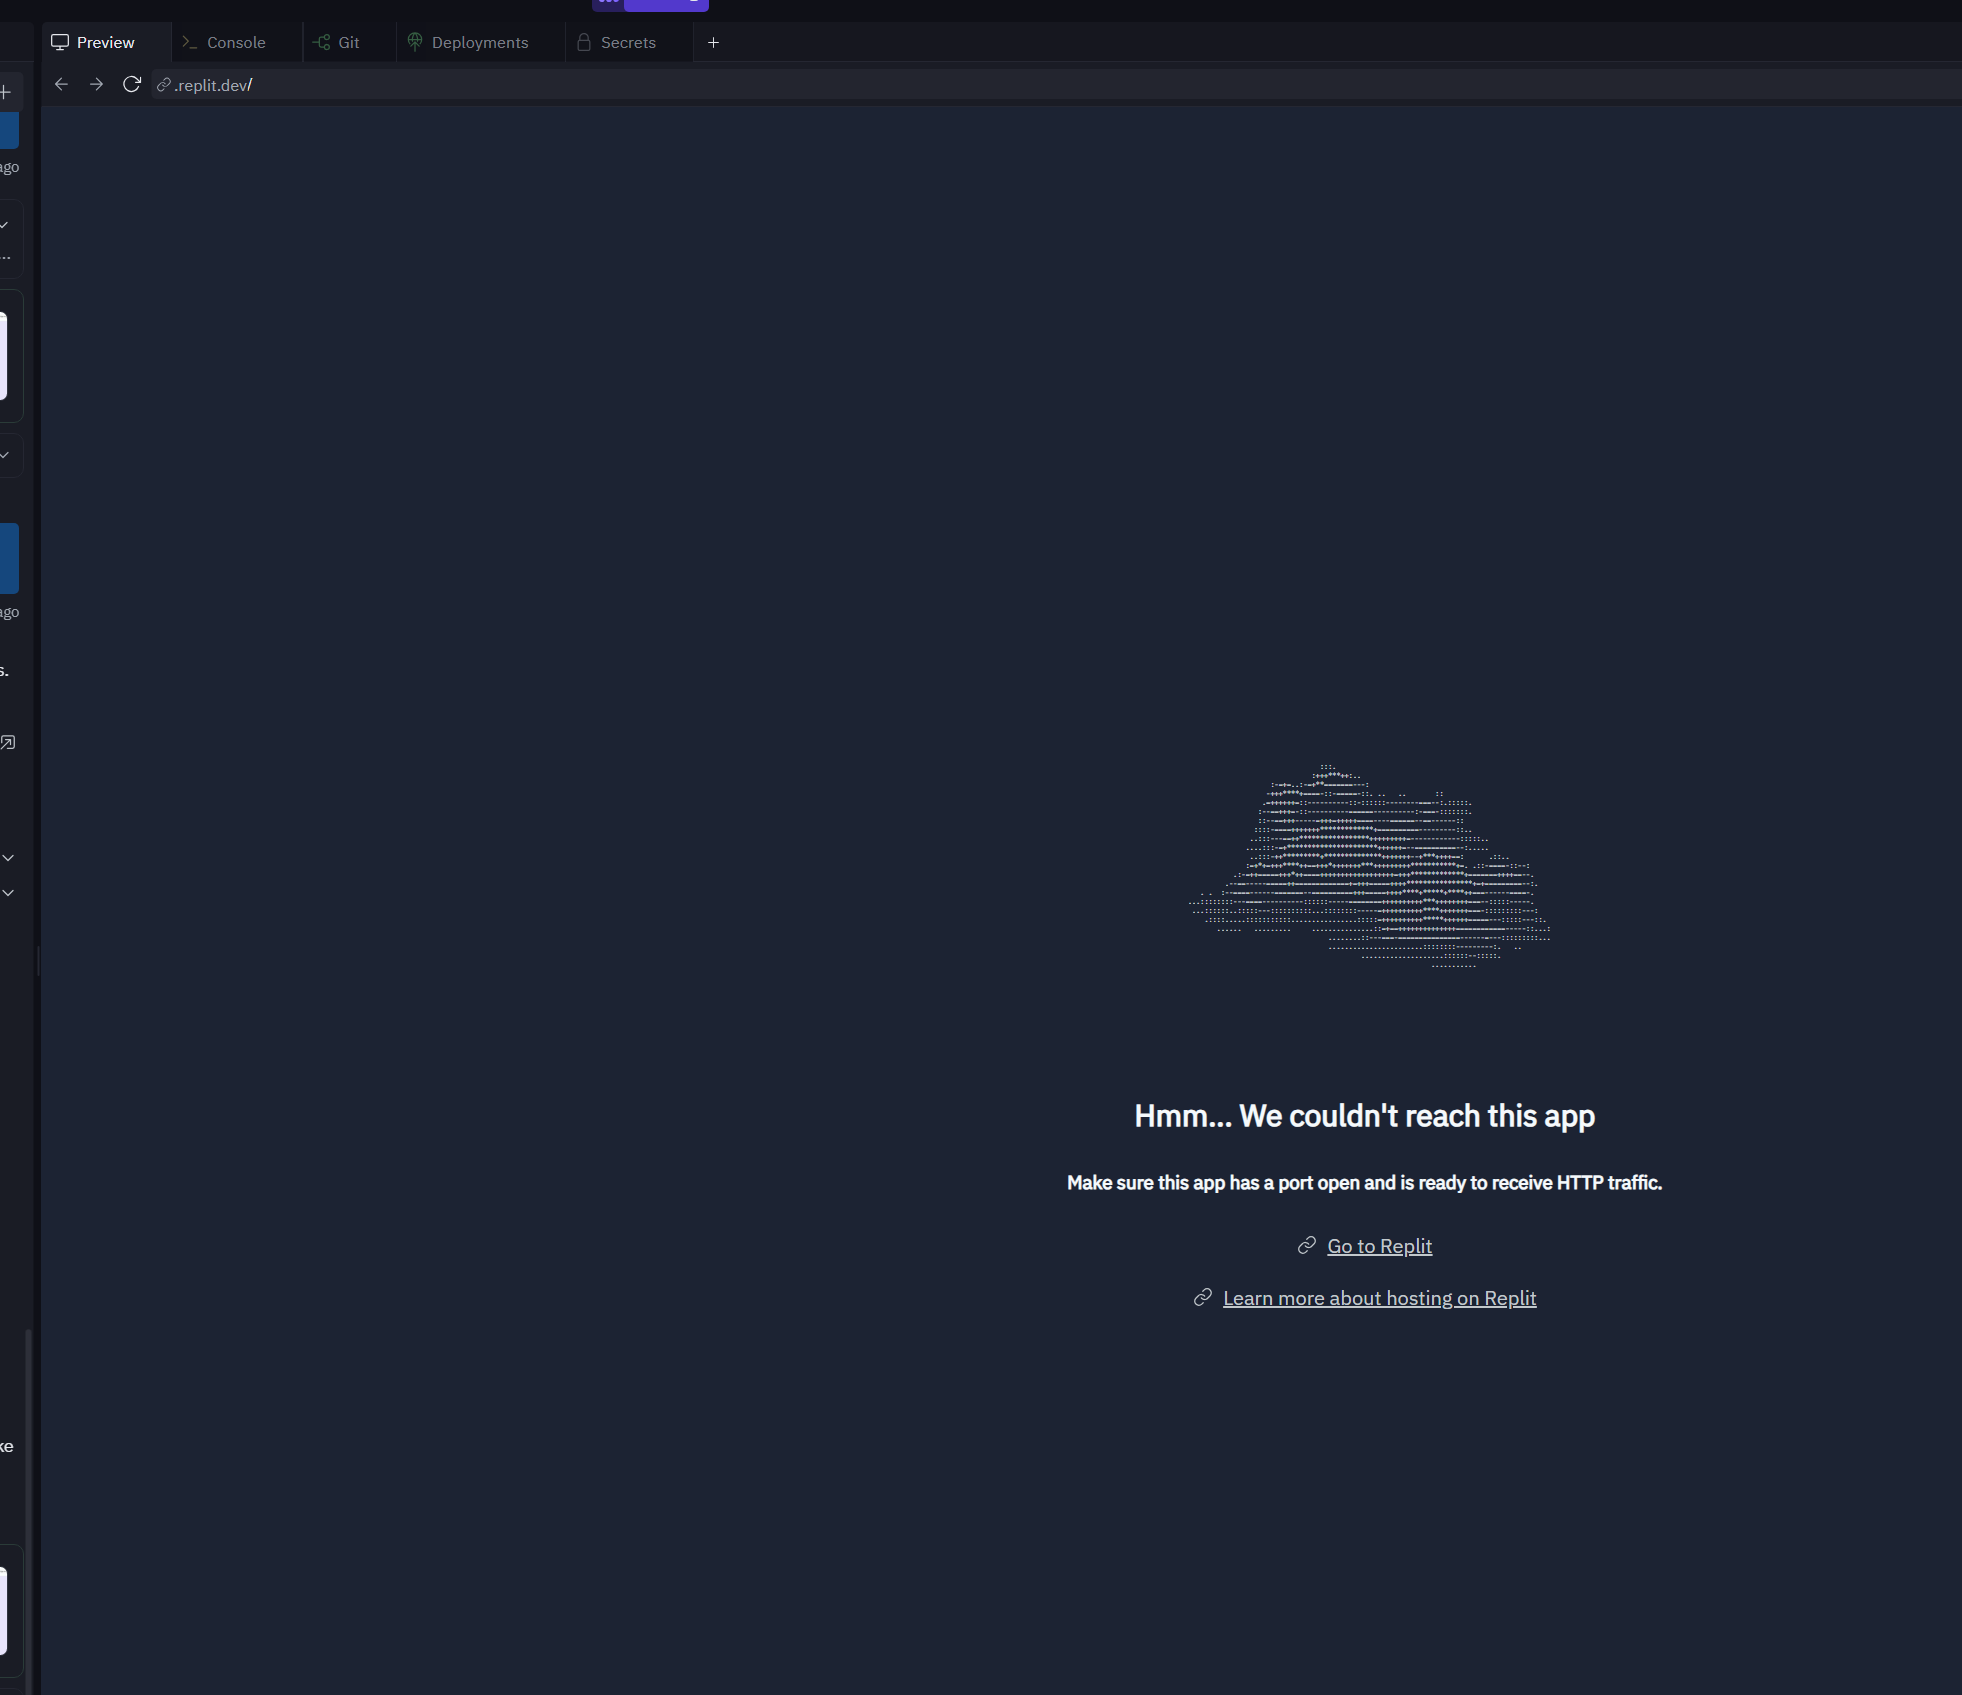 Preview
Console
Git
Deployments
Secrets
.replit.dev/
ago
ago
s.
ke
Hmm... We couldn't reach this app
Make sure this app has a port open and is ready to receive HTTP traffic.
Go to Replit
Learn more about hosting on Replit